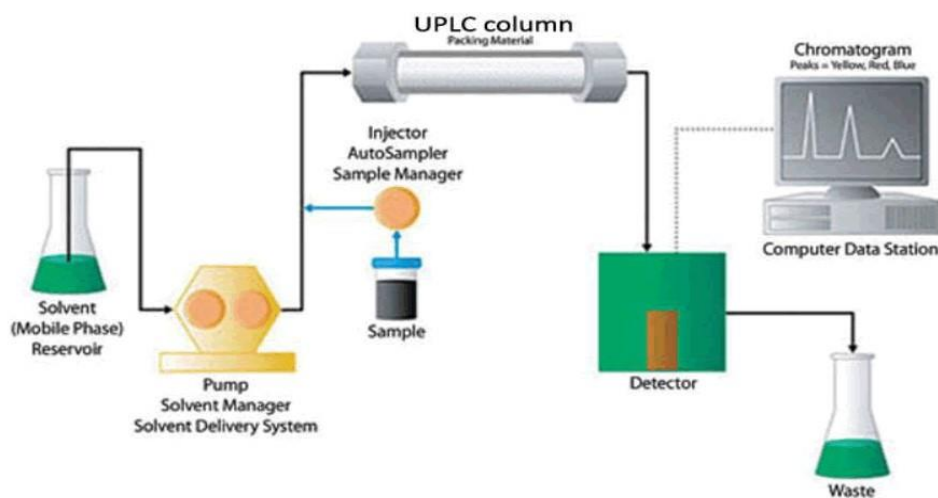 UPLC column
Packing Material
Chromatogram
Peaks = Yellow, Red, Blue
Injector
AutoSampler
Sample Manager
Computer Data Station
Solvent
(Mobile Phase)
Reservoir
Sample
Pump
Solvent Manager
Solvent Delivery System
Detector
Waste